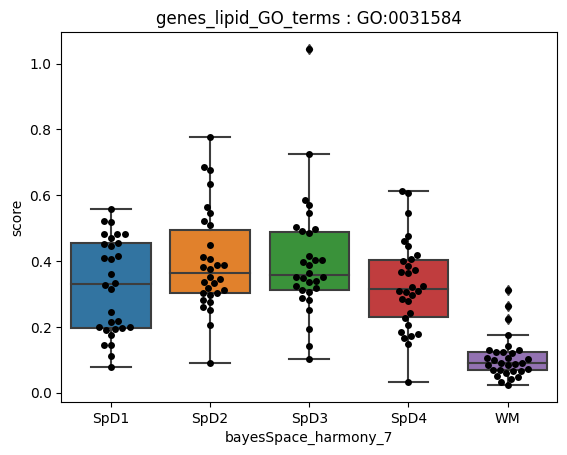 genes_lipid_GO_terms : GO:0031584
1.0
0.8
0.6
0.4
0.2
0.0
score
SpD1 SpD2 SpD3 SpD4 WM
bayesSpace_harmony_7